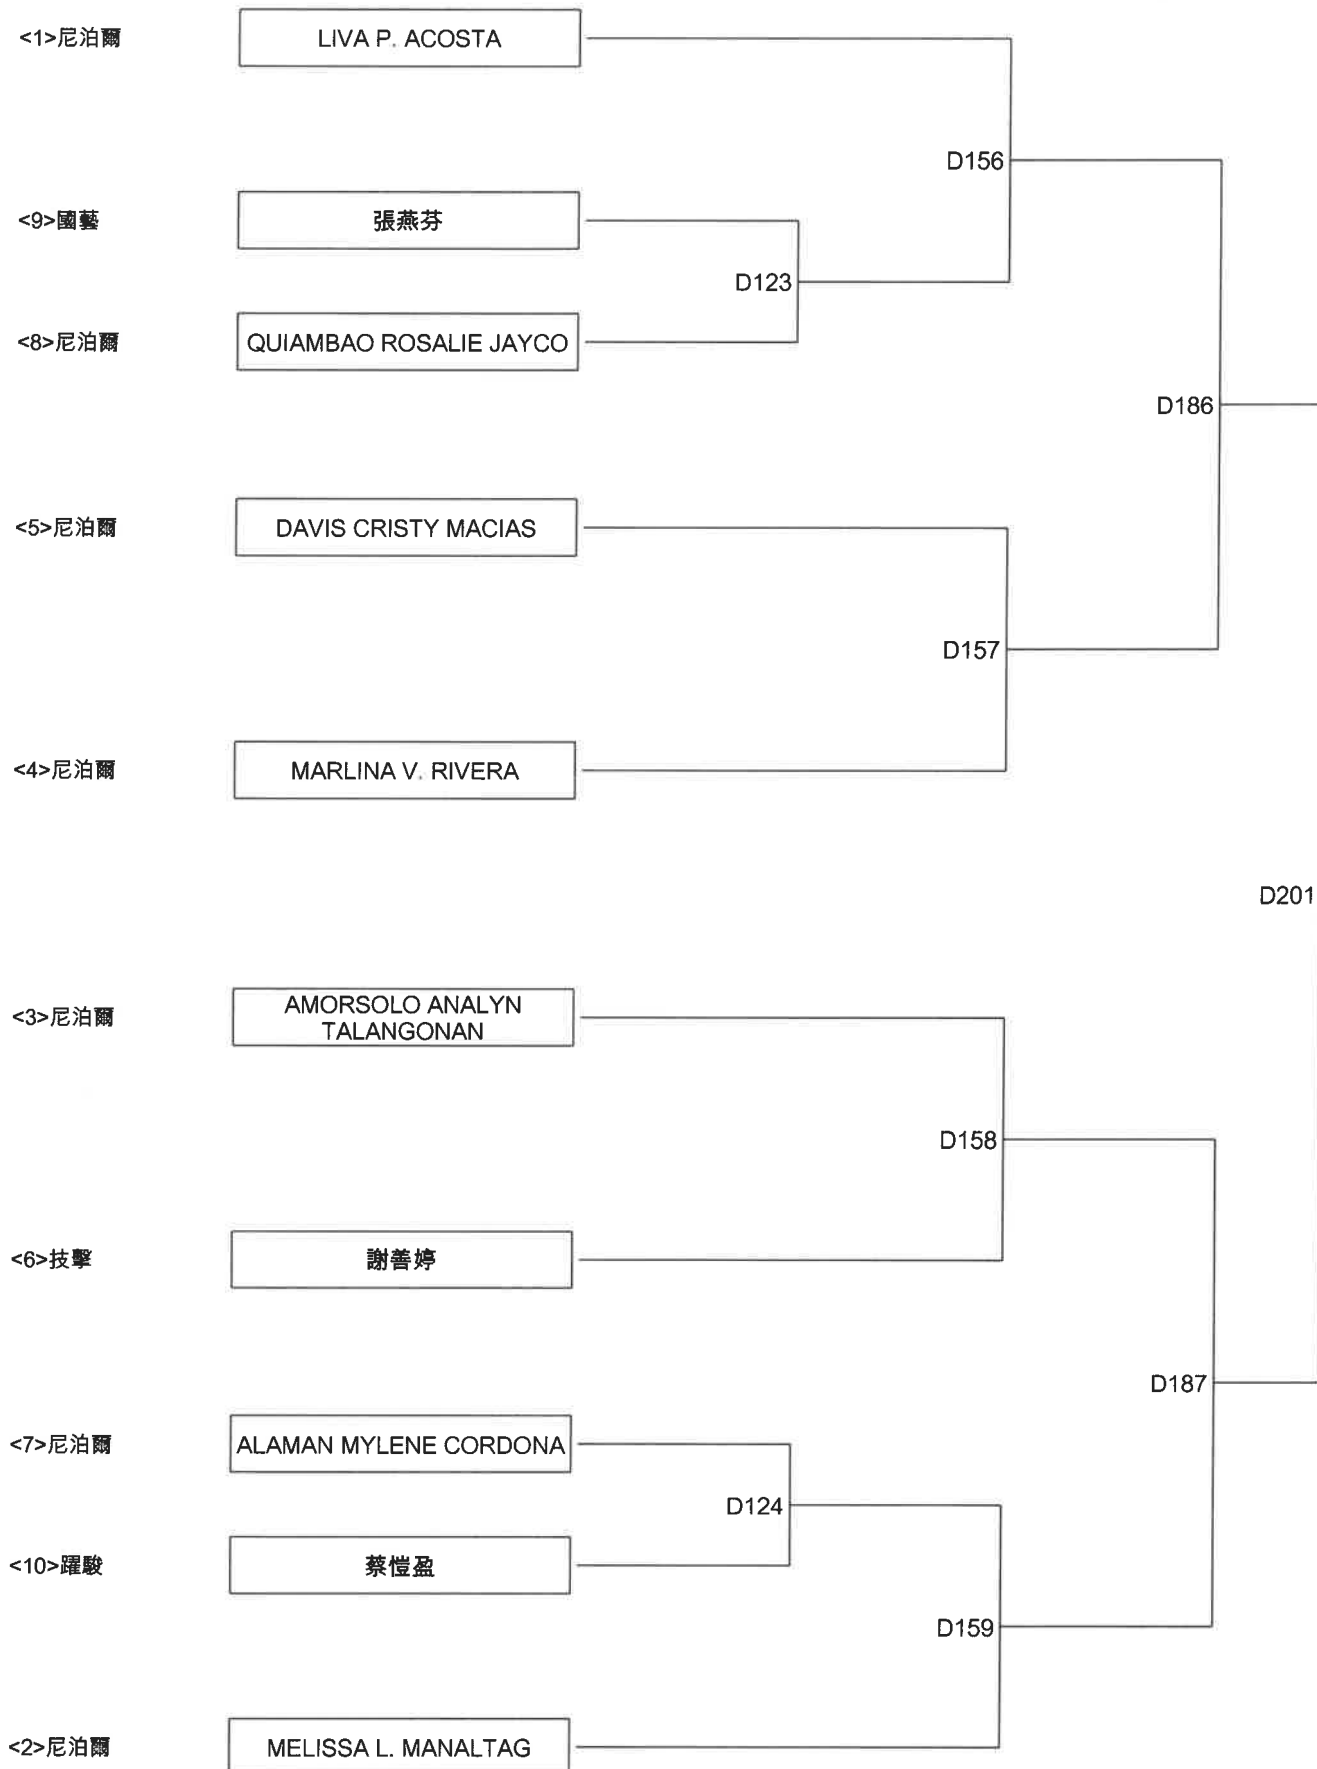 <1>尼泊爾
LIVA P. ACOSTA
D156
<9>國藝
張燕芬
D123
<8>尼泊爾
QUIAMBAO ROSALIE JAYCO
D186
<5>尼泊爾
DAVIS CRISTY MACIAS
D157
<4>尼泊爾
MARLINA V. RIVERA
D201
<3>尼泊爾
AMORSOLO ANALYN
TALANGONAN
D158
<6>技擊
謝善婷
D187
<7>尼泊爾
ALAMAN MYLENE CORDONA
D124
<10>躍駿
蔡愷盈
D159
<2>尼泊爾
MELISSA L. MANALTAG